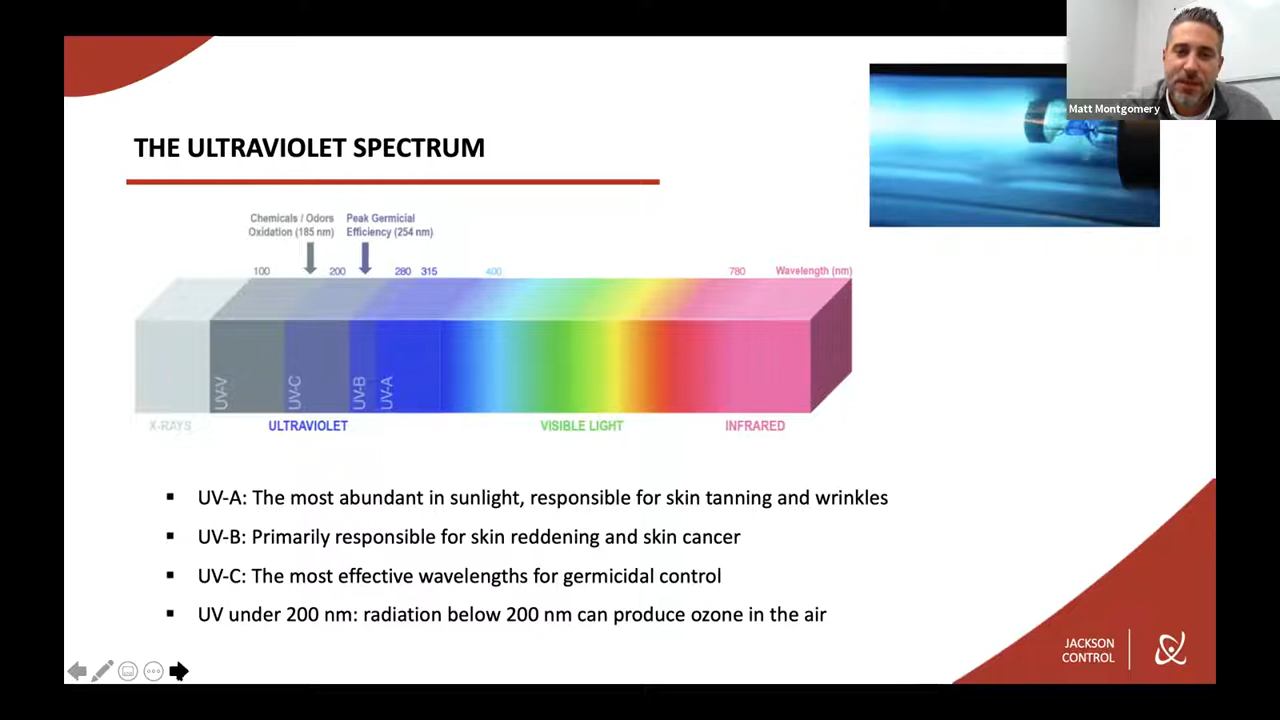 Matt Montgomery
THE ULTRAVIOLET SPECTRUM
Chemicals / Odors
Oxidation (185 nm)
Peak Germicial
Efficiency (254 nm)
100 200 280 315 400 780 Wavelength (nm)
UV-V UV-C UV-B UV-A
X-RAYS ULTRAVIOLET VISIBLE LIGHT INFRARED
▪ UV-A: The most abundant in sunlight, responsible for skin tanning and wrinkles
▪ UV-B: Primarily responsible for skin reddening and skin cancer
▪ UV-C: The most effective wavelengths for germicidal control
▪ UV under 200 nm: radiation below 200 nm can produce ozone in the air
JACKSON
CONTROL